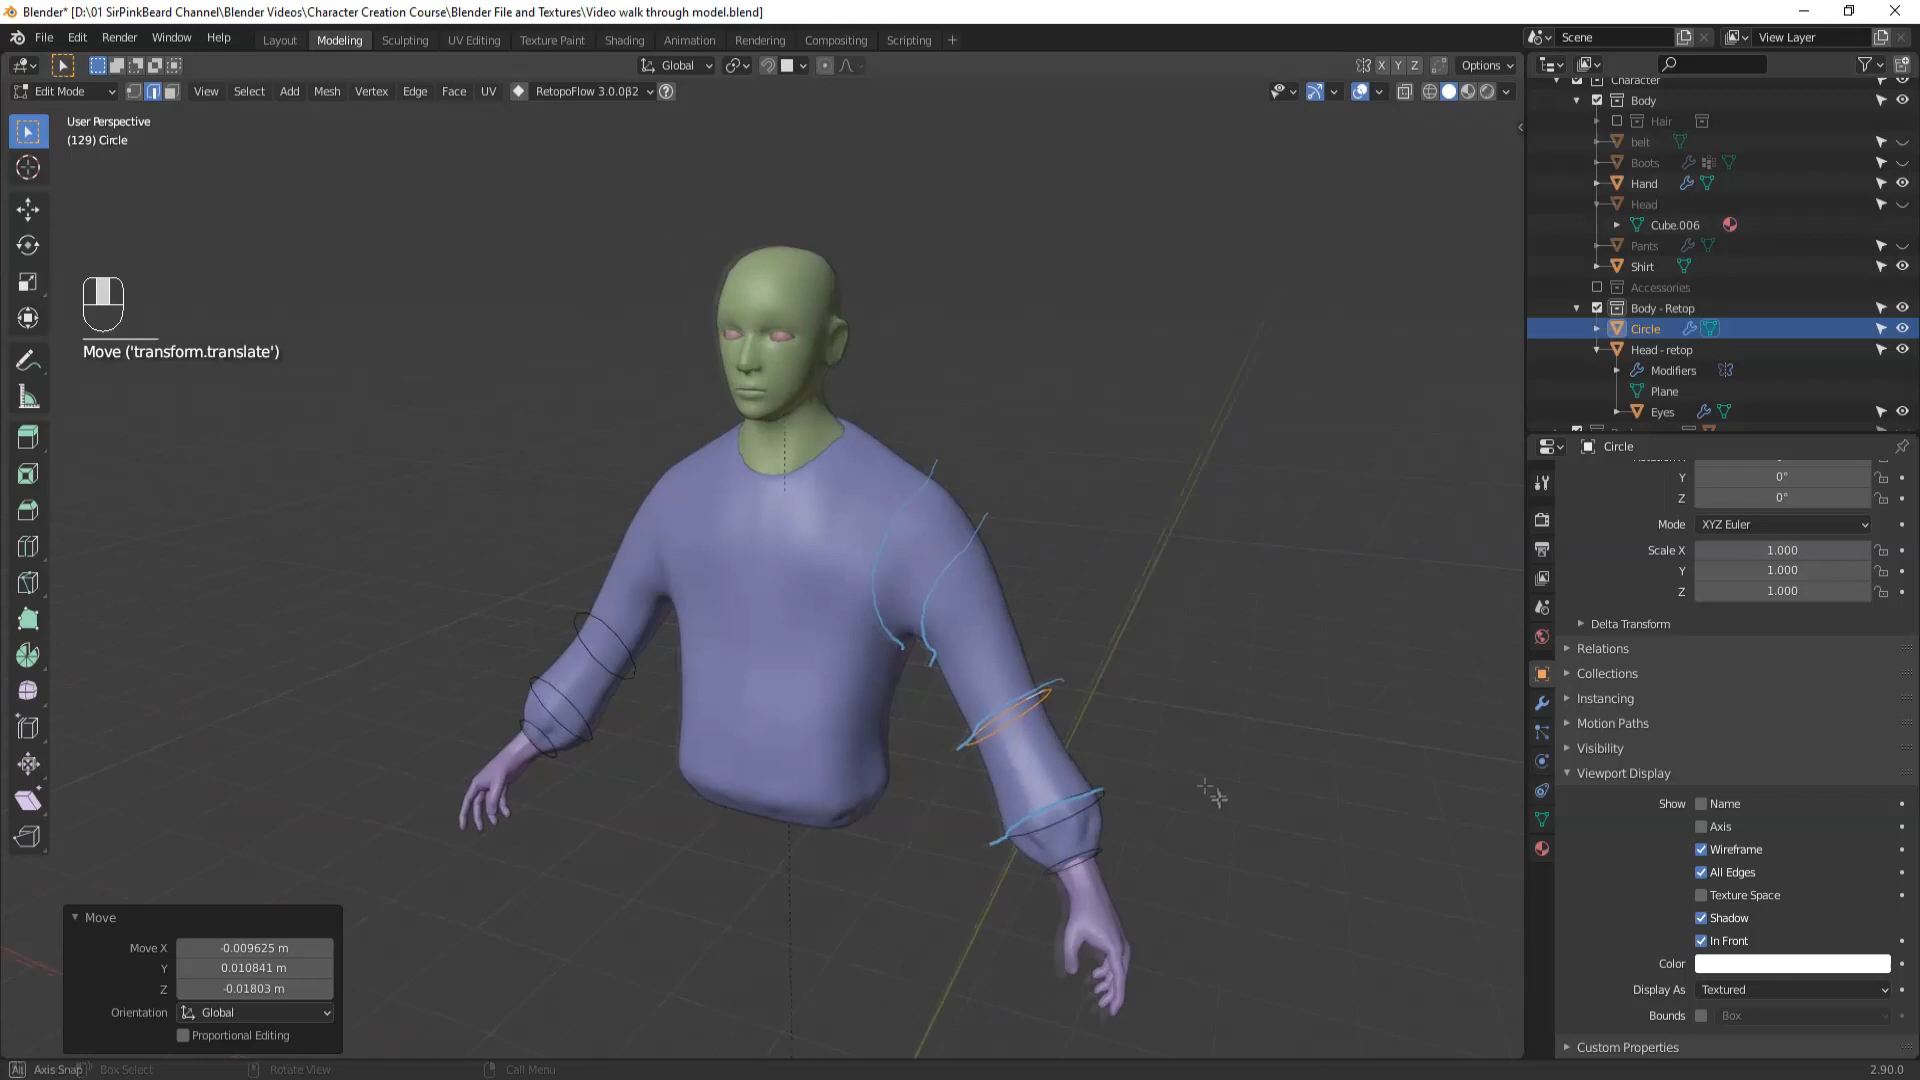 Blender* [D:\01 SirPinkBeard Channel\Blender Videos\Character Creation Course\Blender File and Textures\Video walk through model.blend]
File Edit Render Window Help Layout Modeling Sculpting UV Editing Texture Paint Shading Animation Rendering Compositing Scripting + Scene View Layer
Global X Y Z Options
Edit Mode View Select Add Mesh Vertex Edge Face UV RetopoFlow 3.0.0β2
User Perspective
(129) Circle
Move ('transform.translate')
Character
Body
Hair
belt
Boots
Hand
Head
Cube.006
Pants
Shirt
Accessories
Body - Retop
Circle
Head - retop
Modifiers
Plane
Eyes
Circle
Y 0°
Z 0°
Mode XYZ Euler
Scale X 1.000
Y 1.000
Z 1.000
Delta Transform
Relations
Collections
Instancing
Motion Paths
Visibility
Viewport Display
Show Name
Axis
Wireframe
All Edges
Texture Space
Shadow
In Front
Color
Display As Textured
Bounds Box
Custom Properties
Move
Move X -0.009625 m
Y 0.010841 m
Z -0.01803 m
Orientation Global
Proportional Editing
Alt Axis Snap Box Select Rotate View Call Menu 2.90.0